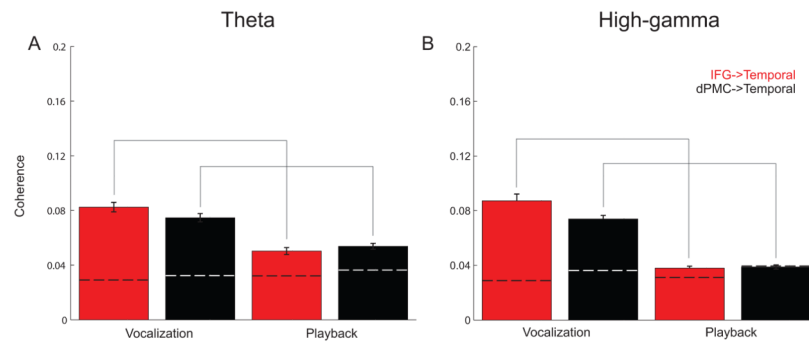 Theta
High-gamma
A
B
IFG->Temporal
dPMC->Temporal
Coherence
0.2
0.16
0.12
0.08
0.04
0
Vocalization
Playback
0.2
0.16
0.12
0.08
0.04
0
Vocalization
Playback